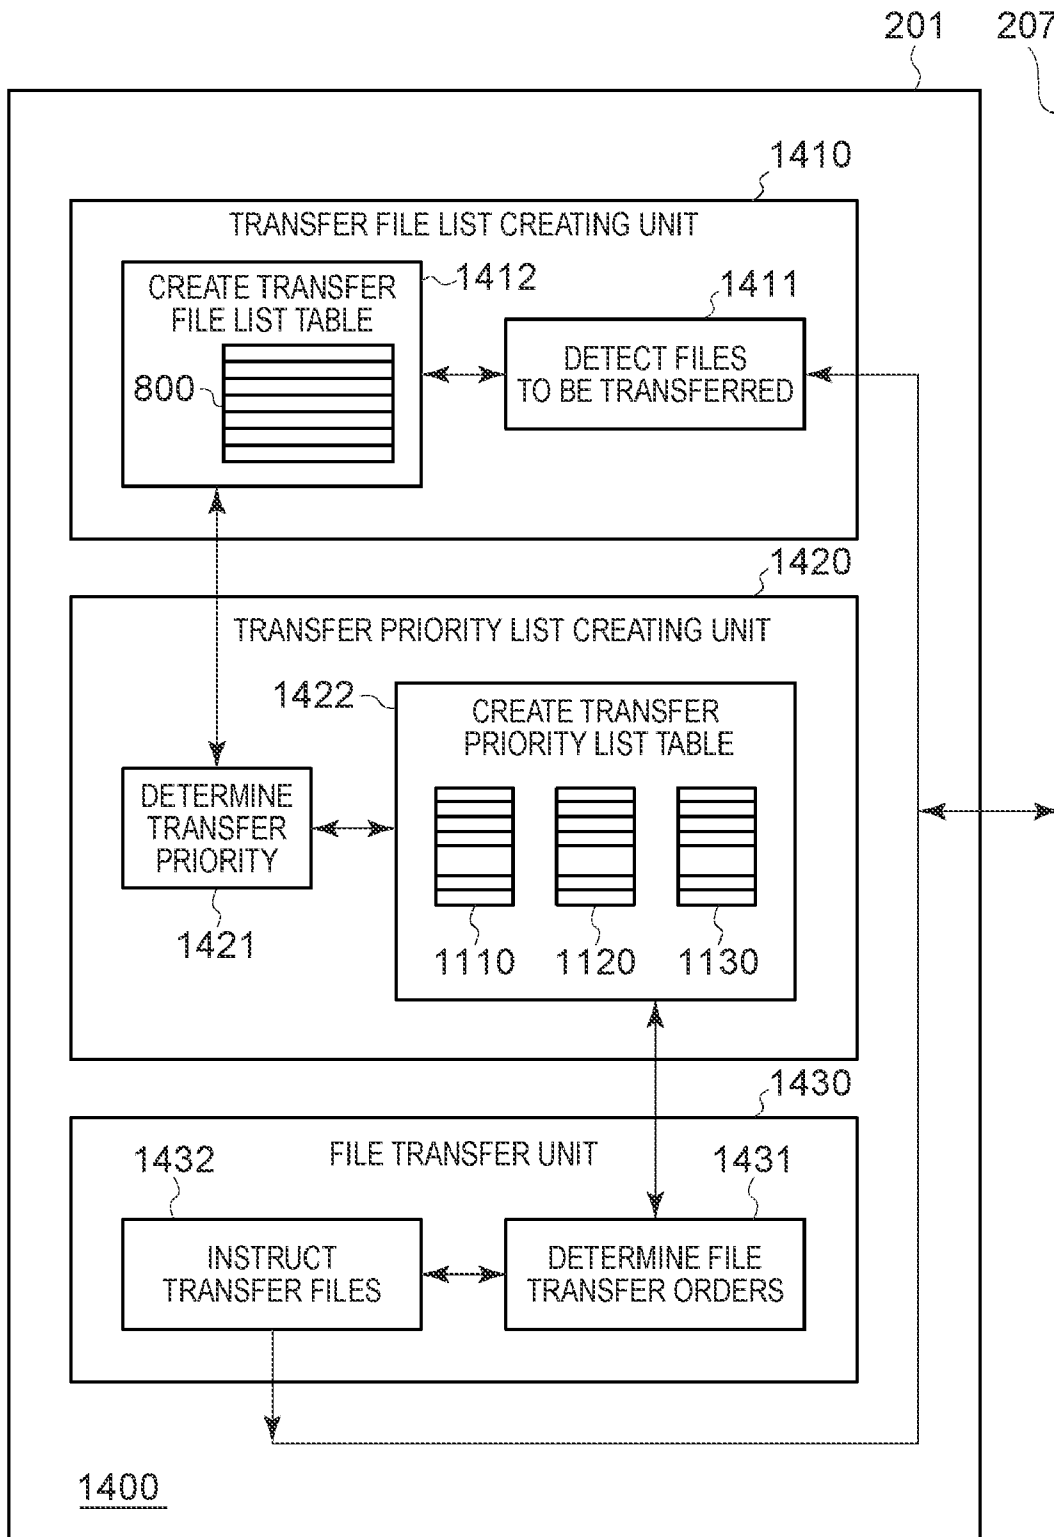 201 207
1410
TRANSFER FILE LIST CREATING UNIT
1412
CREATE TRANSFER
FILE LIST TABLE
800
1411
DETECT FILES
TO BE TRANSFERRED
1420
TRANSFER PRIORITY LIST CREATING UNIT
1422
CREATE TRANSFER
PRIORITY LIST TABLE
DETERMINE
TRANSFER
PRIORITY
1421
1110 1120 1130
1430
FILE TRANSFER UNIT
1432
INSTRUCT
TRANSFER FILES
1431
DETERMINE FILE
TRANSFER ORDERS
1400